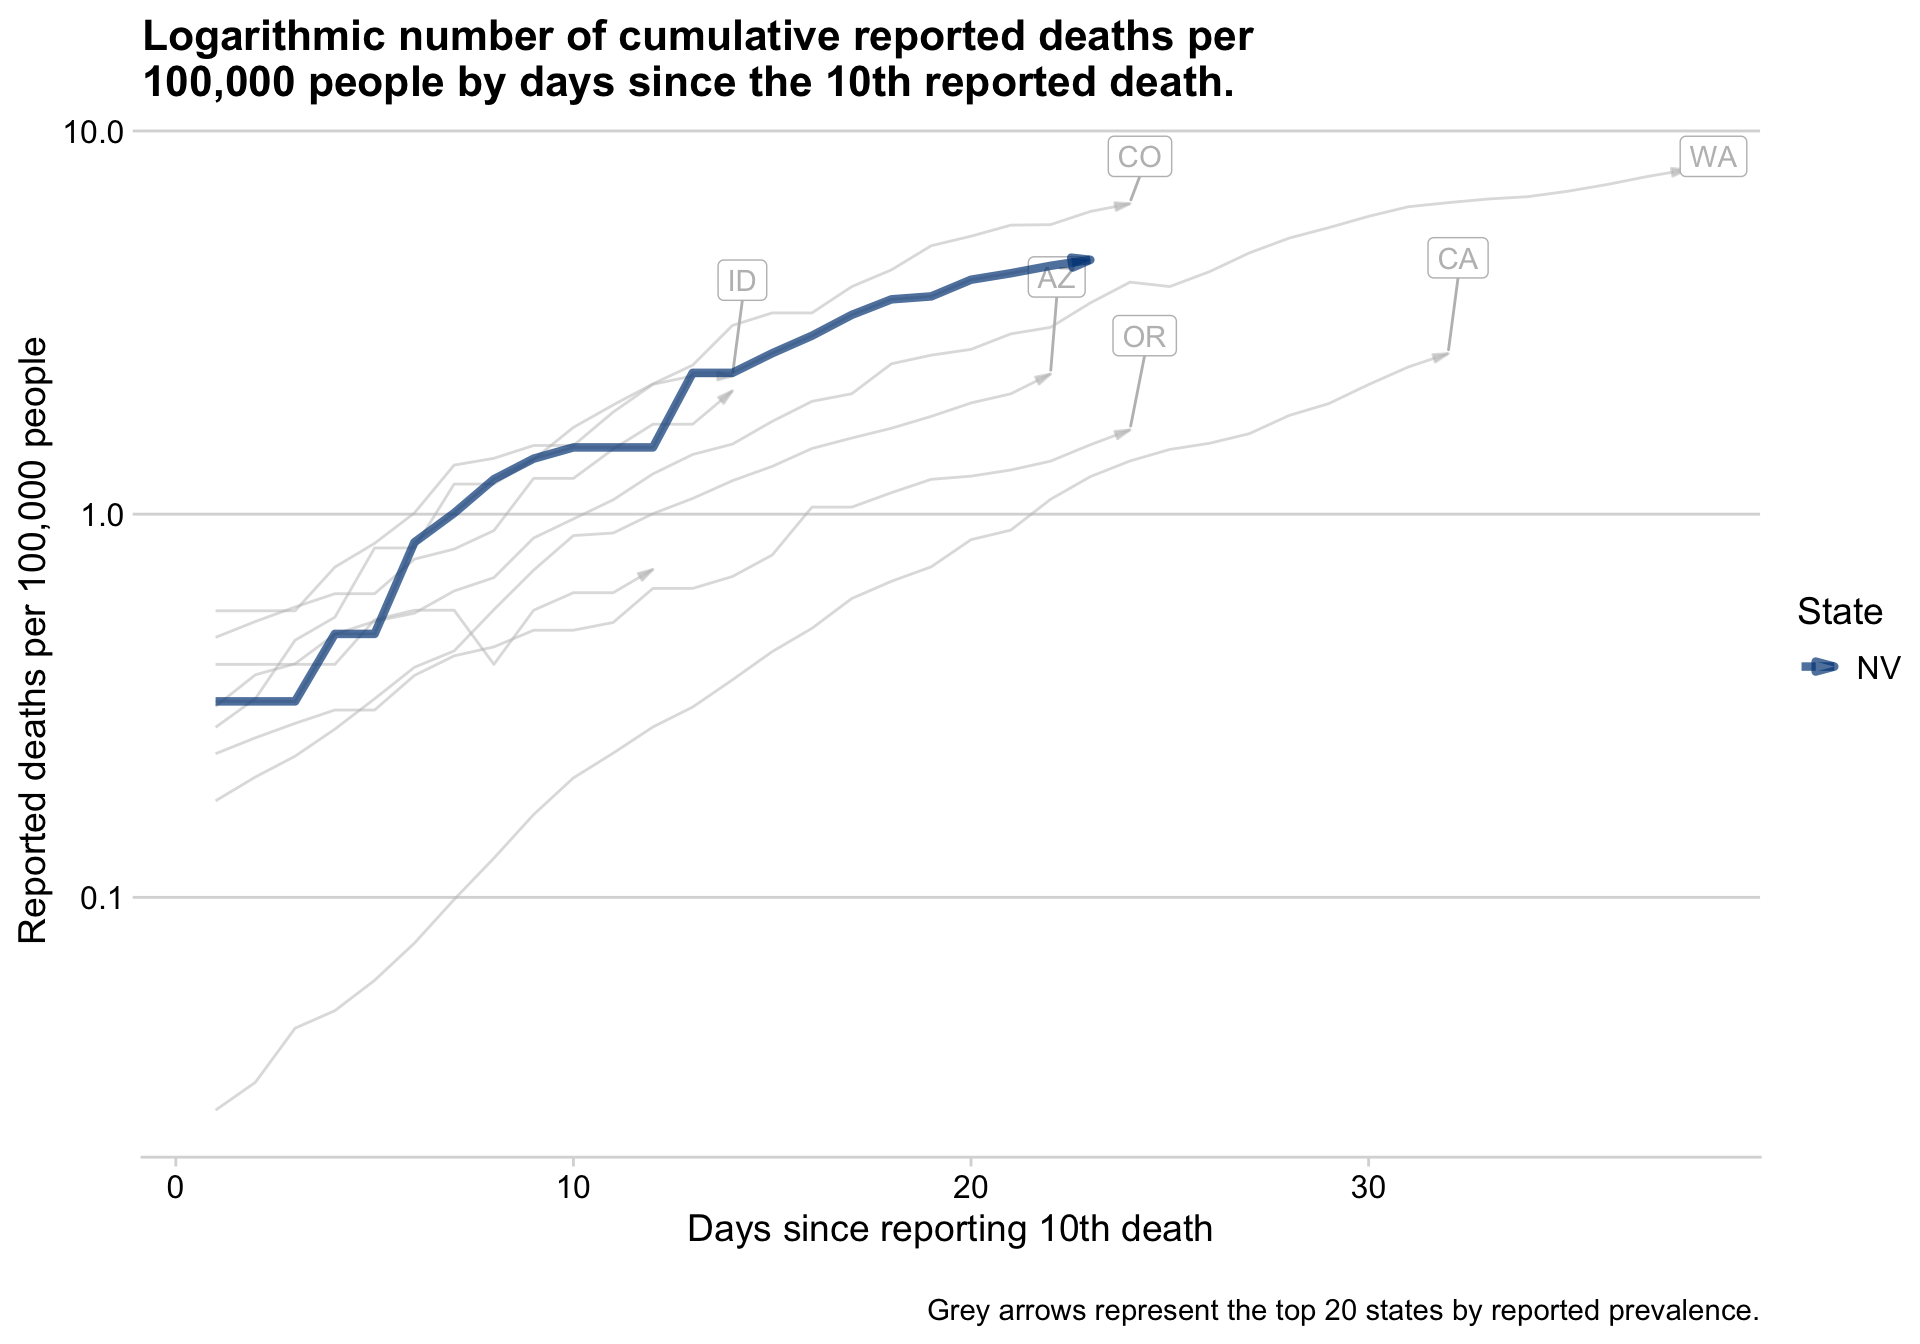 Logarithmic number of cumulative reported deaths per
100,000 people by days since the 10th reported death.
10.0
1.0
0.1
Reported deaths per 100,000 people
CO
WA
ID
AZ
CA
OR
State
NV
0
10
20
30
Days since reporting 10th death
Grey arrows represent the top 20 states by reported prevalence.